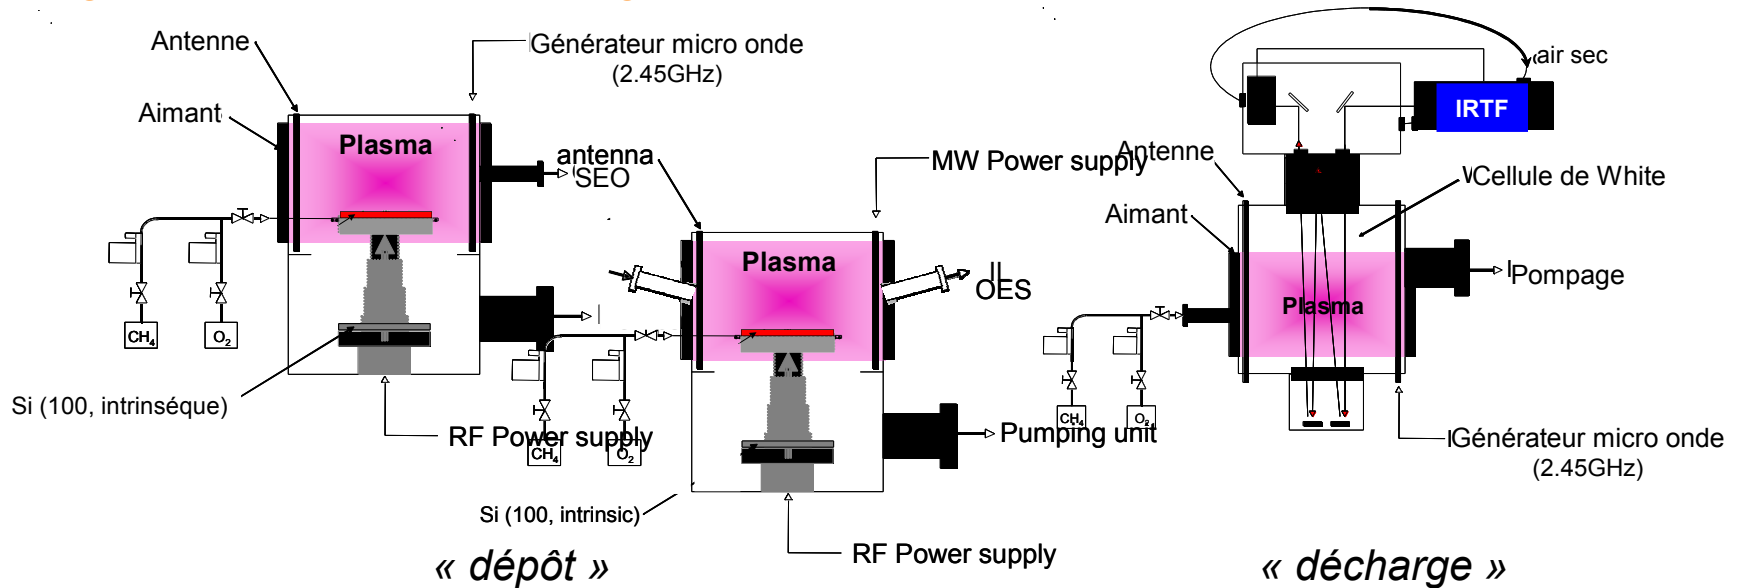 Antenne
Générateur micro onde
(2.45GHz)
Aimant
Plasma
SEO
CH4
O2
Si (100, intrinséque)
RF Power supply
antenna
MW Power supply
Plasma
OES
CH4
O2
Pumping unit
Si (100, intrinsic)
RF Power supply
« dépôt »
air sec
IRTF
Antenne
Cellule de White
Aimant
Pompage
Plasma
CH4
O2
Générateur micro onde
(2.45GHz)
« décharge »